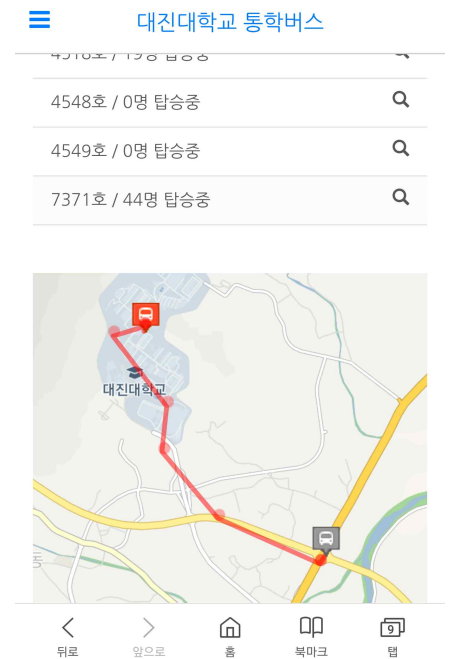 대진대학교 통학버스
4548호 / 0명 탑승중
4549호 / 0명 탑승중
7371호 / 44명 탑승중
대진대학교
동
뒤로
앞으로
홈
북마크
9
탭